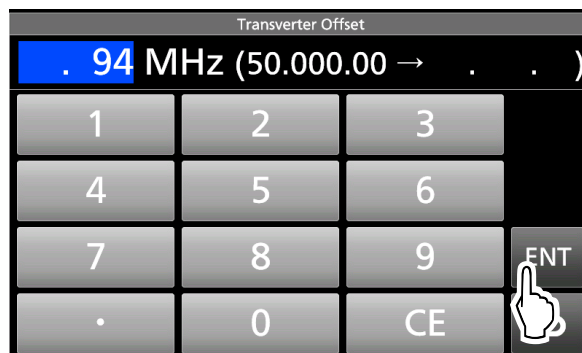 Transverter Offset
. 94 MHz (50.000.00 → . . )
1 2 3
4 5 6
7 8 9 ENT
· 0 CE